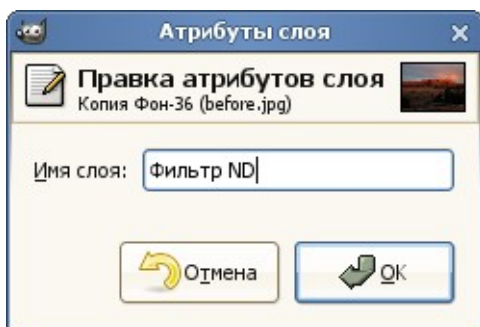 Атрибуты слоя
Правка атрибутов слоя
Копия Фон-36 (before.jpg)
Имя слоя: Фильтр ND
Отмена OK